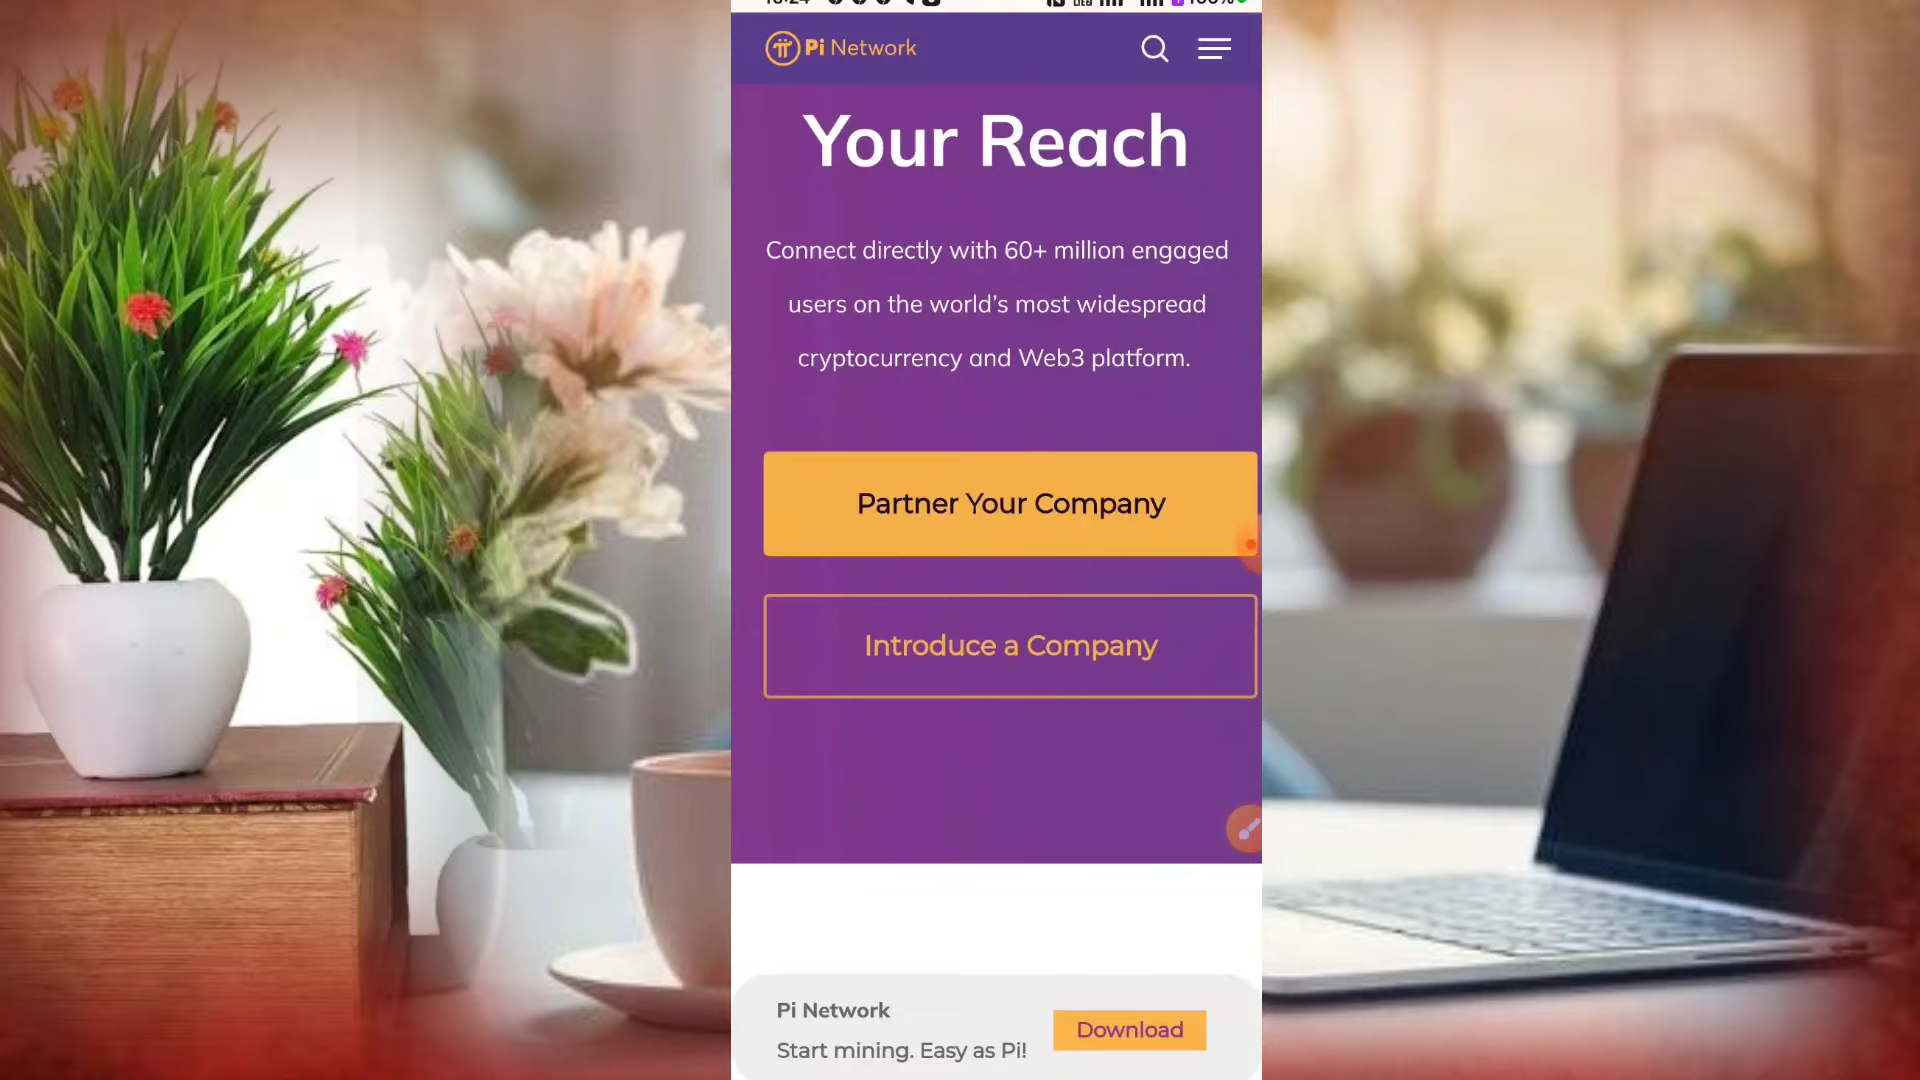 Pi Network
Your Reach
Connect directly with 60+ million engaged
users on the world’s most widespread
cryptocurrency and Web3 platform.
Partner Your Company
Introduce a Company
Pi Network
Start mining. Easy as Pi!
Download